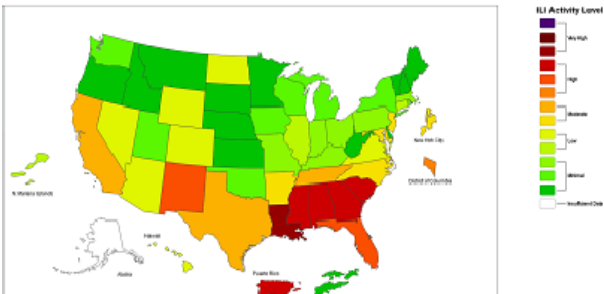 ILI Activity Level
Very High
High
Moderate
Low
Minimal
Insufficient Data
New York City
District of Columbia
N. Mariana Islands
Hawaii
Alaska
Puerto Rico